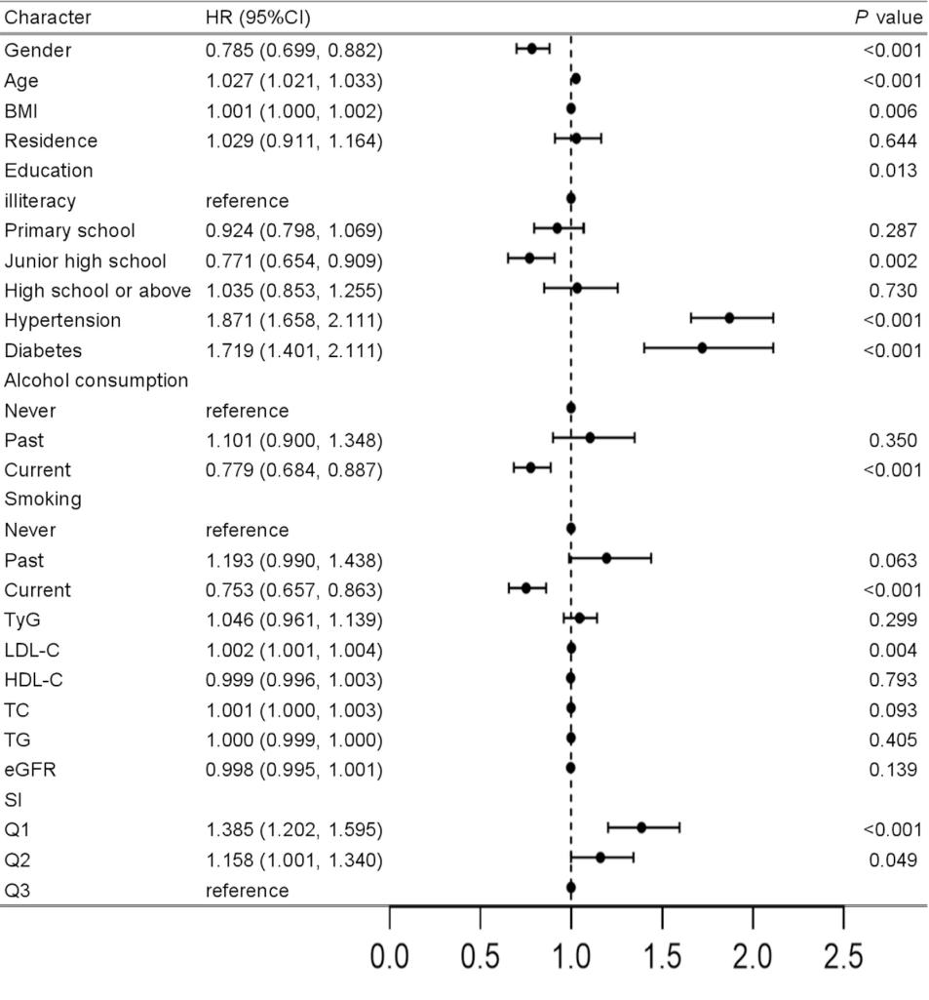 Character HR (95%CI) P value
Gender 0.785 (0.699, 0.882) <0.001
Age 1.027 (1.021, 1.033) <0.001
BMI 1.001 (1.000, 1.002) 0.006
Residence 1.029 (0.911, 1.164) 0.644
Education 0.013
illiteracy reference
Primary school 0.924 (0.798, 1.069) 0.287
Junior high school 0.771 (0.654, 0.909) 0.002
High school or above 1.035 (0.853, 1.255) 0.730
Hypertension 1.871 (1.658, 2.111) <0.001
Diabetes 1.719 (1.401, 2.111) <0.001
Alcohol consumption
Never reference
Past 1.101 (0.900, 1.348) 0.350
Current 0.779 (0.684, 0.887) <0.001
Smoking
Never reference
Past 1.193 (0.990, 1.438) 0.063
Current 0.753 (0.657, 0.863) <0.001
TyG 1.046 (0.961, 1.139) 0.299
LDL-C 1.002 (1.001, 1.004) 0.004
HDL-C 0.999 (0.996, 1.003) 0.793
TC 1.001 (1.000, 1.003) 0.093
TG 1.000 (0.999, 1.000) 0.405
eGFR 0.998 (0.995, 1.001) 0.139
SI
Q1 1.385 (1.202, 1.595) <0.001
Q2 1.158 (1.001, 1.340) 0.049
Q3 reference
0.0 0.5 1.0 1.5 2.0 2.5